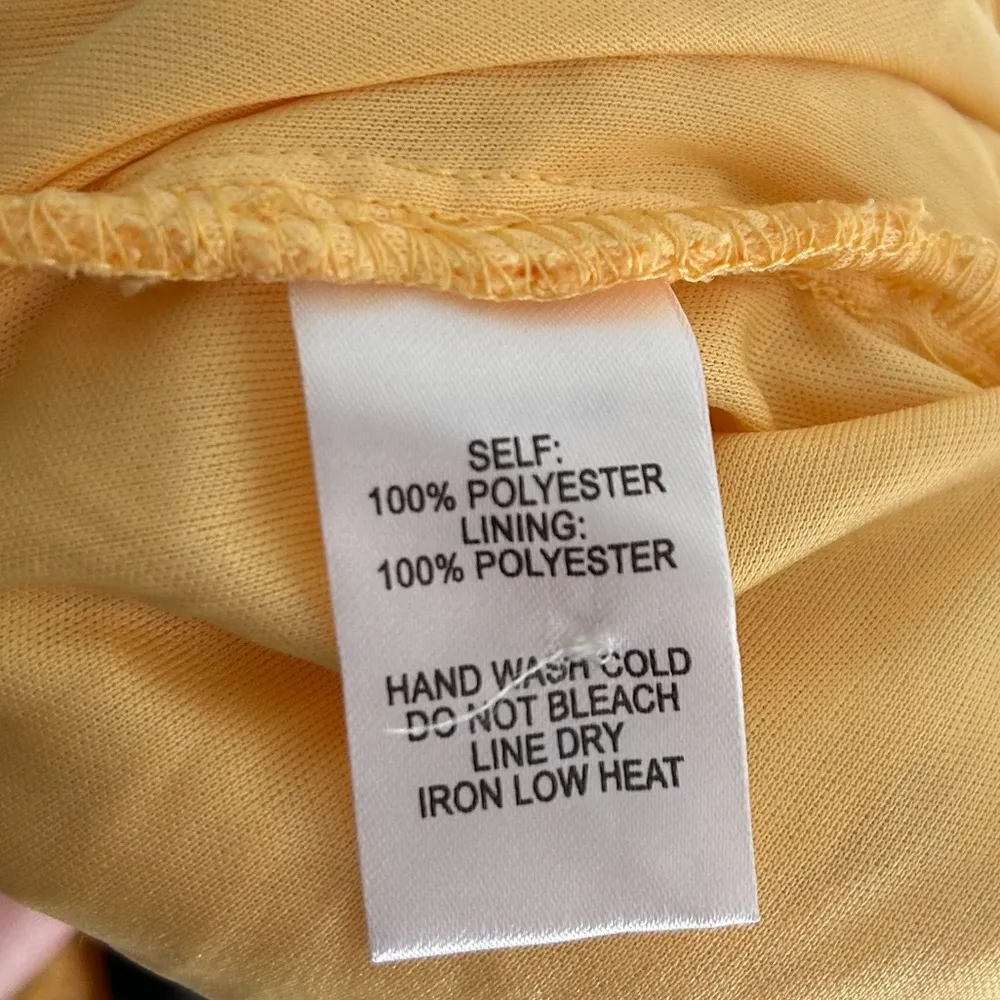 SELF:
100% POLYESTER
LINING:
100% POLYESTER
HAND WASH COLD
DO NOT BLEACH
LINE DRY
IRON LOW HEAT